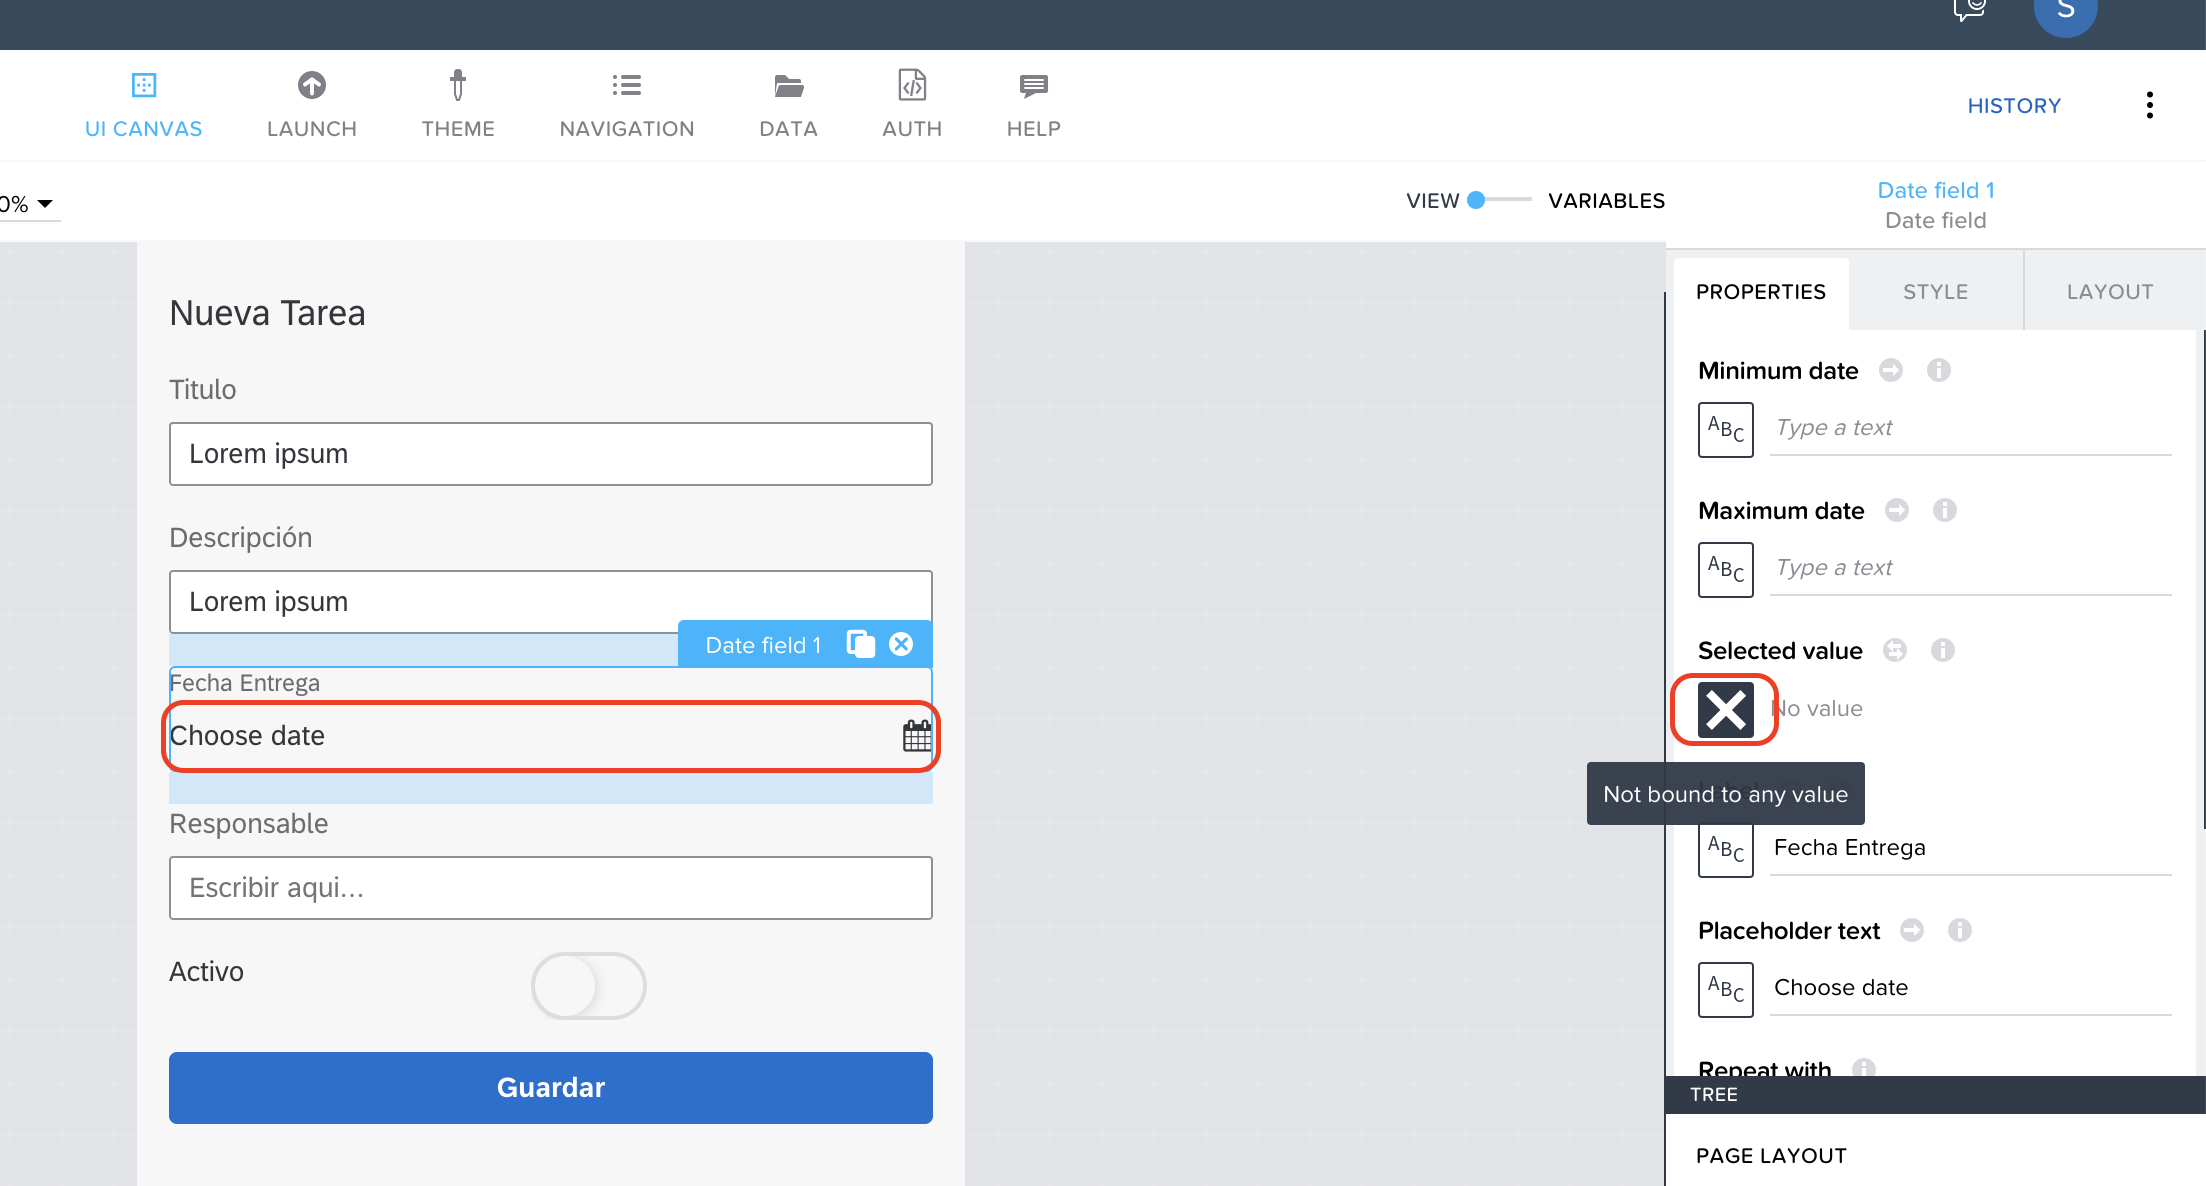 S
UI CANVAS
LAUNCH
THEME
NAVIGATION
DATA
AUTH
HELP
HISTORY
0%
VIEW
VARIABLES
Date field 1
Date field
PROPERTIES
STYLE
LAYOUT
Nueva Tarea
Titulo
Lorem ipsum
Descripción
Lorem ipsum
Date field 1
Fecha Entrega
Choose date
Responsable
Escribir aqui...
Activo
Guardar
Minimum date
ABC
Type a text
Maximum date
ABC
Type a text
Selected value
No value
Not bound to any value
ABC
Fecha Entrega
Placeholder text
ABC
Choose date
Repeat with
TREE
PAGE LAYOUT